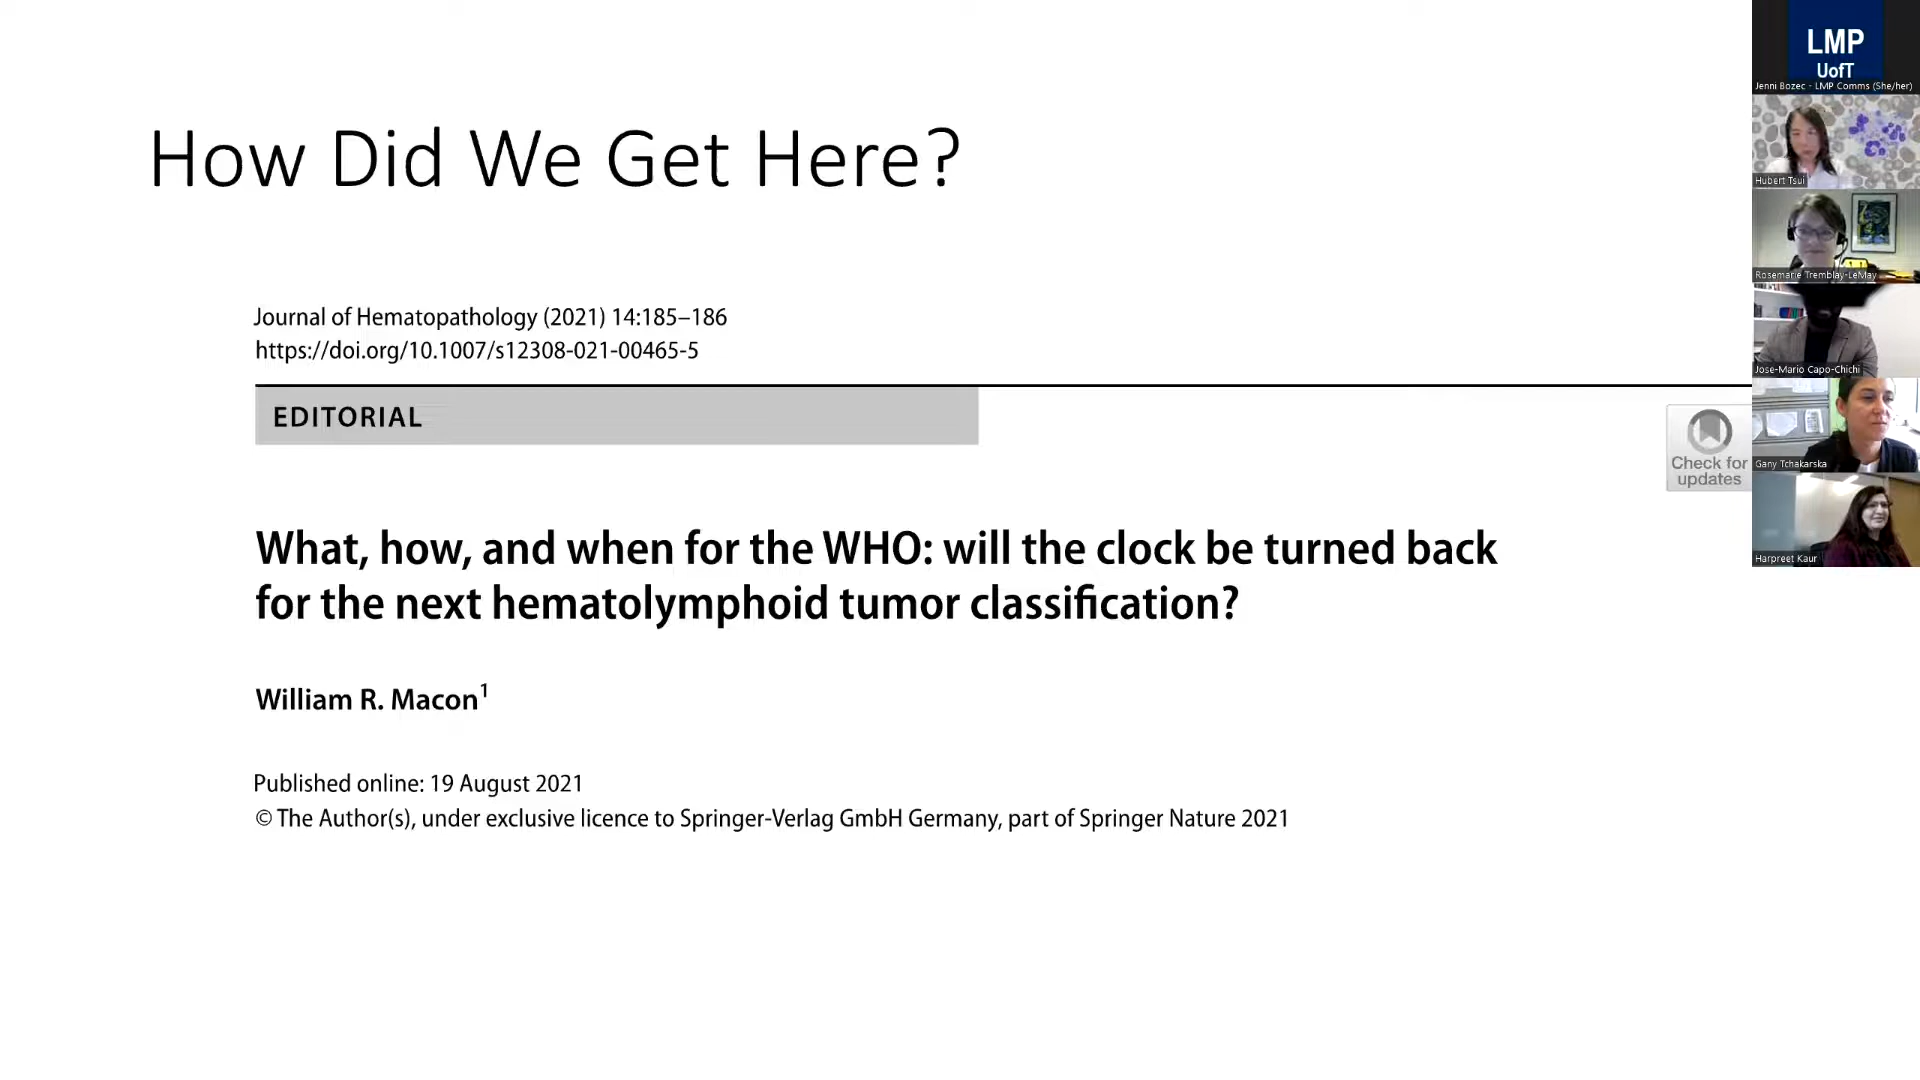 How Did We Get Here?
Journal of Hematopathology (2021) 14:185–186
https://doi.org/10.1007/s12308-021-00465-5
EDITORIAL
Check for
updates
What, how, and when for the WHO: will the clock be turned back
for the next hematolymphoid tumor classification?
William R. Macon1
Published online: 19 August 2021
© The Author(s), under exclusive licence to Springer-Verlag GmbH Germany, part of Springer Nature 2021
LMP
UofT
Jenni Bozec - LMP Comms (She/her)
Hubert Tsui
Rosemarie Tremblay-LeMay
Jose-Mario Capo-Chichi
Gany Tchakarska
Harpreet Kaur